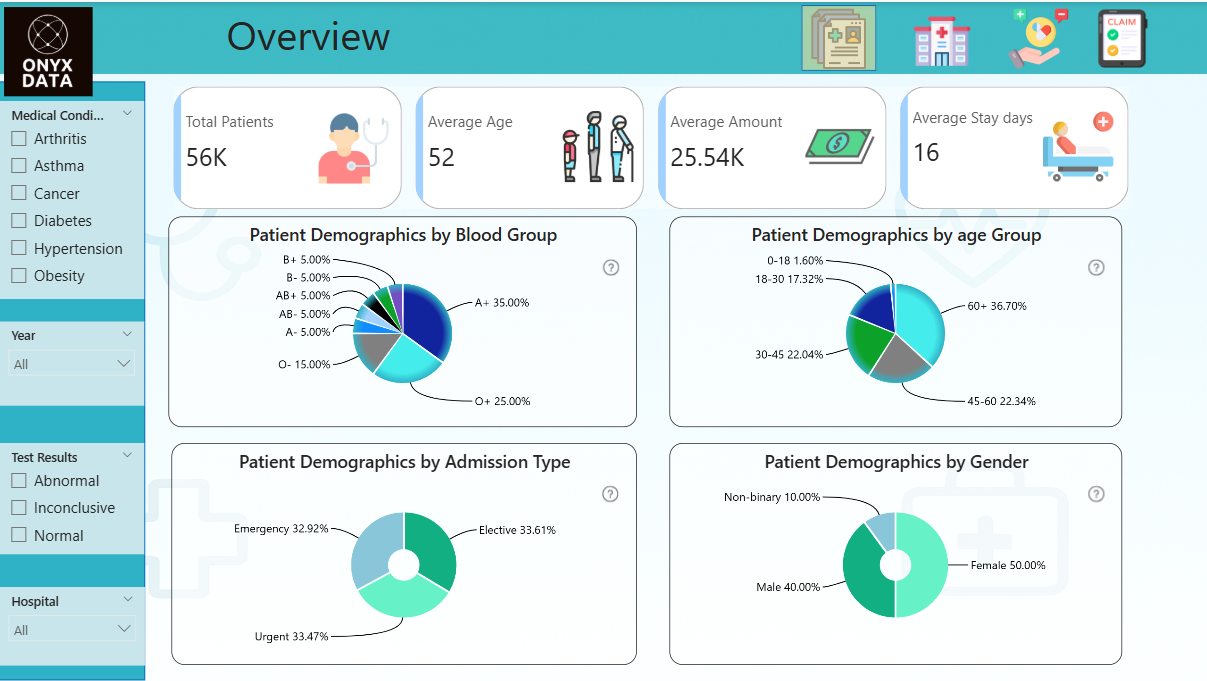 ONYX
DATA
Overview
CLAIM
Medical Condi...
Arthritis
Asthma
Cancer
Diabetes
Hypertension
Obesity
Year
All
Test Results
Abnormal
Inconclusive
Normal
Hospital
All
Total Patients
56K
Average Age
52
Average Amount
25.54K
Average Stay days
16
Patient Demographics by Blood Group
?
B+ 5.00%
B- 5.00%
AB+ 5.00%
AB- 5.00%
A- 5.00%
O- 15.00%
A+ 35.00%
O+ 25.00%
Patient Demographics by age Group
?
0-18 1.60%
18-30 17.32%
30-45 22.04%
60+ 36.70%
45-60 22.34%
Patient Demographics by Admission Type
?
Emergency 32.92%
Elective 33.61%
Urgent 33.47%
Patient Demographics by Gender
?
Non-binary 10.00%
Male 40.00%
Female 50.00%